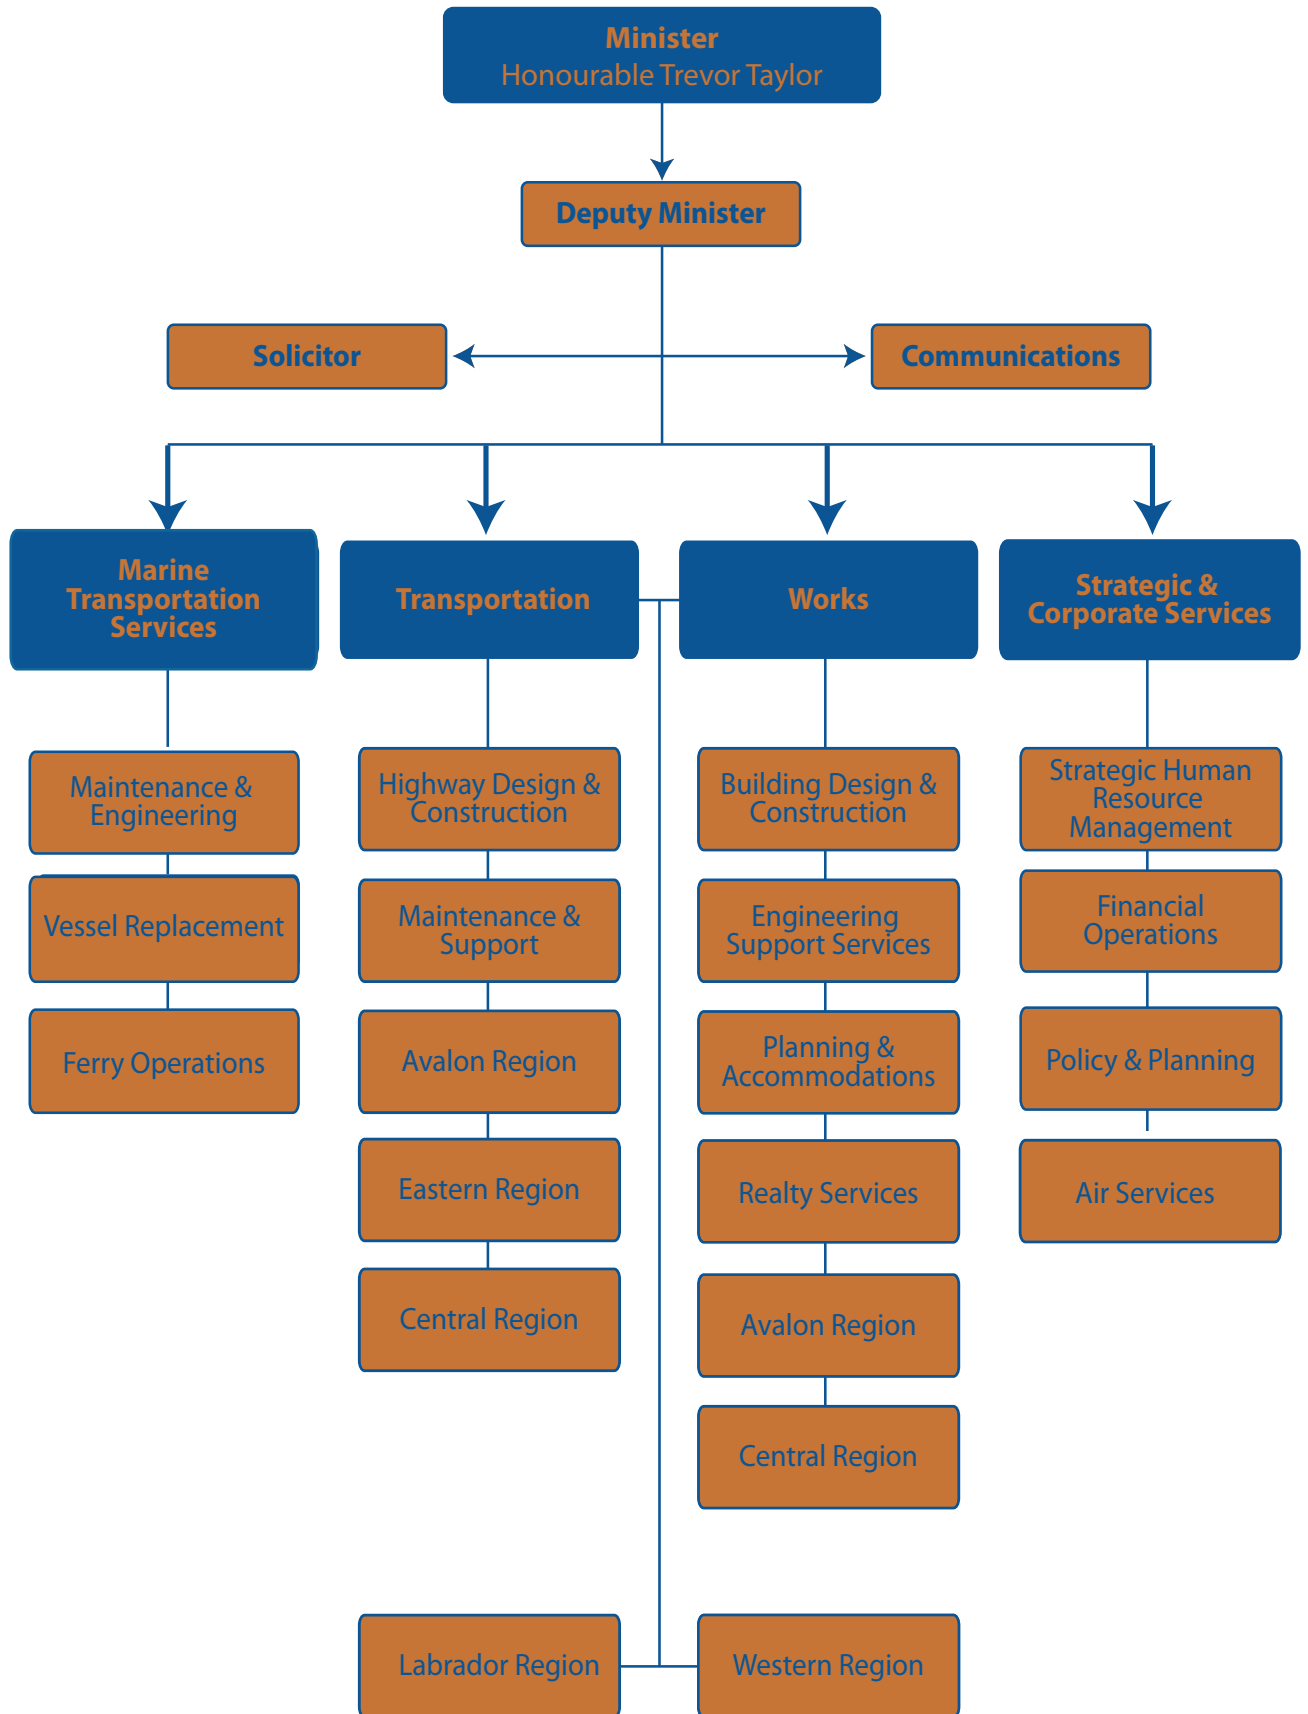 Minister
Honourable Trevor Taylor
Deputy Minister
Solicitor
Communications
Marine
Transportation
Services
Transportation
Works
Strategic &
Corporate Services
Maintenance &
Engineering
Vessel Replacement
Ferry Operations
Highway Design &
Construction
Maintenance &
Support
Avalon Region
Eastern Region
Central Region
Building Design &
Construction
Engineering
Support Services
Planning &
Accommodations
Realty Services
Avalon Region
Central Region
Strategic Human
Resource
Management
Financial
Operations
Policy & Planning
Air Services
Labrador Region
Western Region